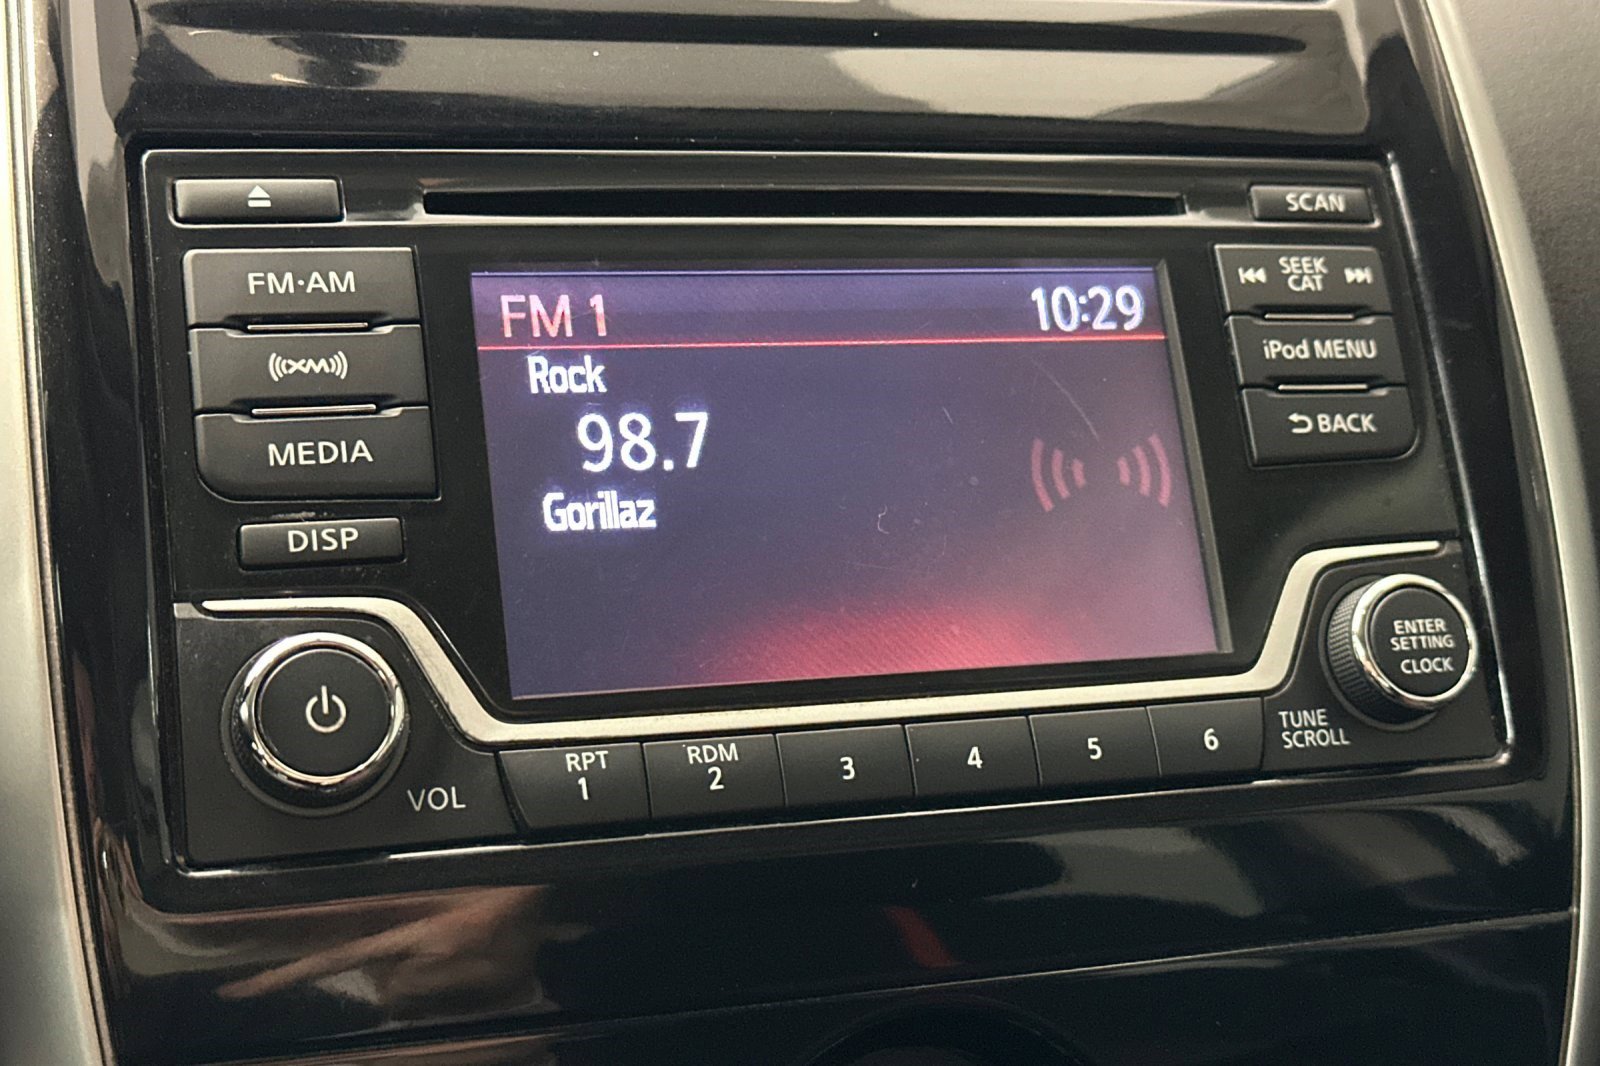 SCAN
FM·AM
SEEK
CAT
FM 1
10:29
XM
iPod MENU
Rock
98.7
BACK
MEDIA
Gorillaz
DISP
ENTER
SETTING
CLOCK
TUNE
SCROLL
VOL
RPT
1
RDM
2
3
4
5
6